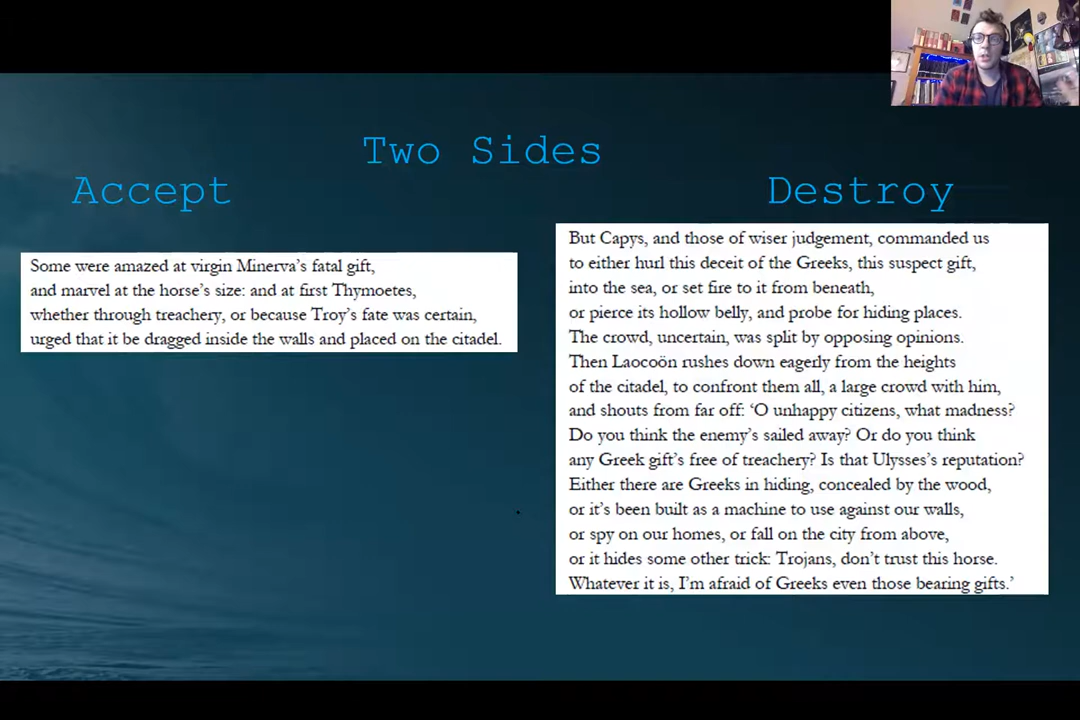 Two Sides
Accept
Destroy
Some were amazed at virgin Minerva's fatal gift,
and marvel at the horse's size: and at first Thymoetes,
whether through treachery, or because Troy's fate was certain,
urged that it be dragged inside the walls and placed on the citadel.
But Capys, and those of wiser judgement, commanded us
to either hurl this deceit of the Greeks, this suspect gift,
into the sea, or set fire to it from beneath,
or pierce its hollow belly, and probe for hiding places.
The crowd, uncertain, was split by opposing opinions.
Then Laocoön rushes down eagerly from the heights
of the citadel, to confront them all, a large crowd with him,
and shouts from far off: 'O unhappy citizens, what madness?
Do you think the enemy's sailed away? Or do you think
any Greek gift's free of treachery? Is that Ulysses's reputation?
Either there are Greeks in hiding, concealed by the wood,
or it's been built as a machine to use against our walls,
or spy on our homes, or fall on the city from above,
or it hides some other trick: Trojans, don't trust this horse.
Whatever it is, I'm afraid of Greeks even those bearing gifts.'